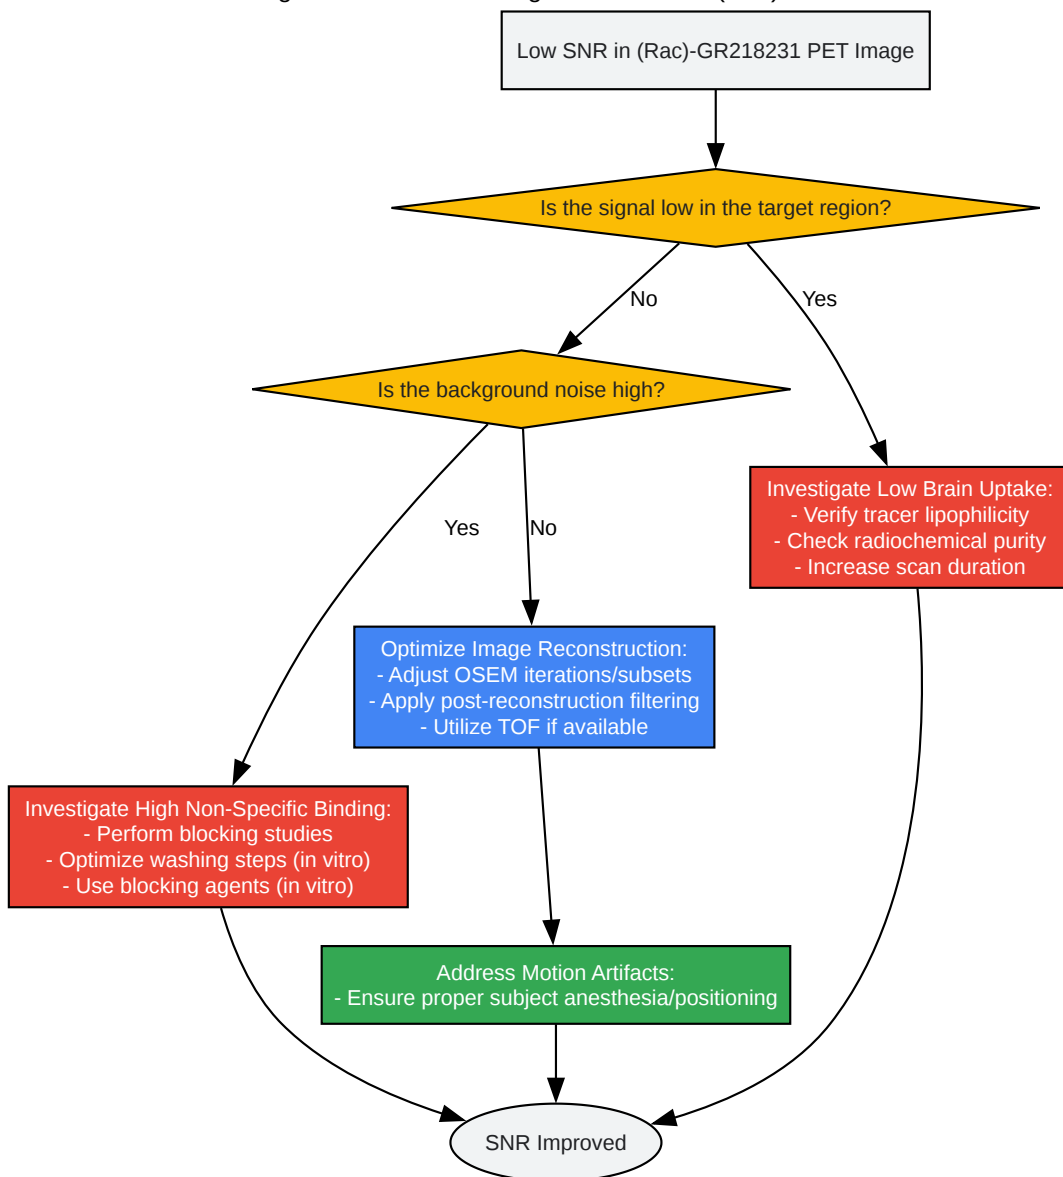 Low SNR in (Rac)-GR218231 PET Image
Is the signal low in the target region?
No
Yes
Is the background noise high?
Investigate Low Brain Uptake:
- Verify tracer lipophilicity
- Check radiochemical purity
- Increase scan duration
Yes
No
Optimize Image Reconstruction:
- Adjust OSEM iterations/subsets
- Apply post-reconstruction filtering
- Utilize TOF if available
Investigate High Non-Specific Binding:
- Perform blocking studies
- Optimize washing steps (in vitro)
- Use blocking agents (in vitro)
Address Motion Artifacts:
- Ensure proper subject anesthesia/positioning
SNR Improved